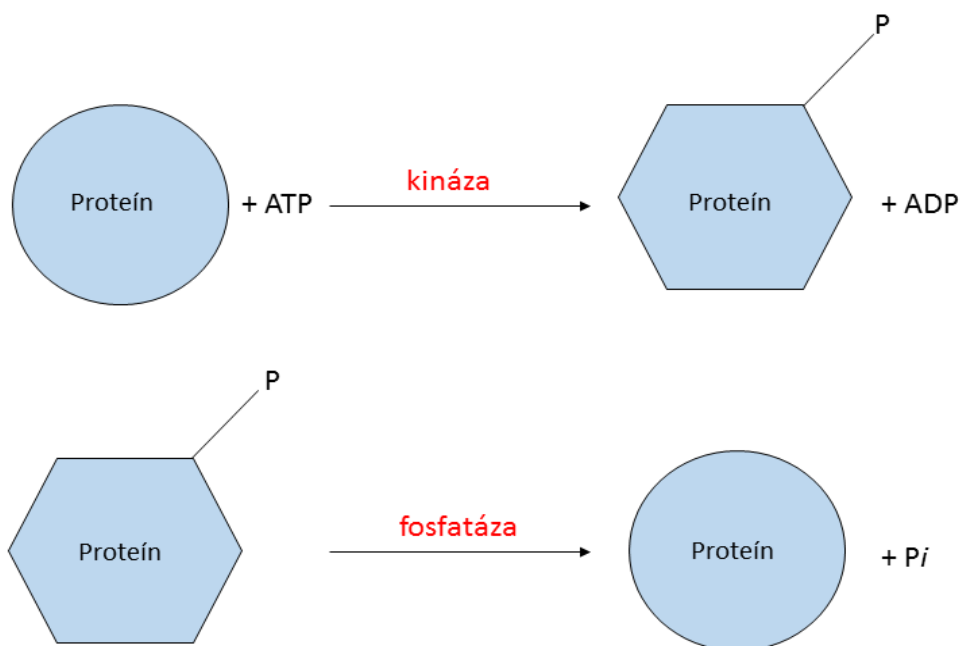 P
Proteín + ATP kináza Proteín + ADP
P
Proteín fosfatáza Proteín + Pi